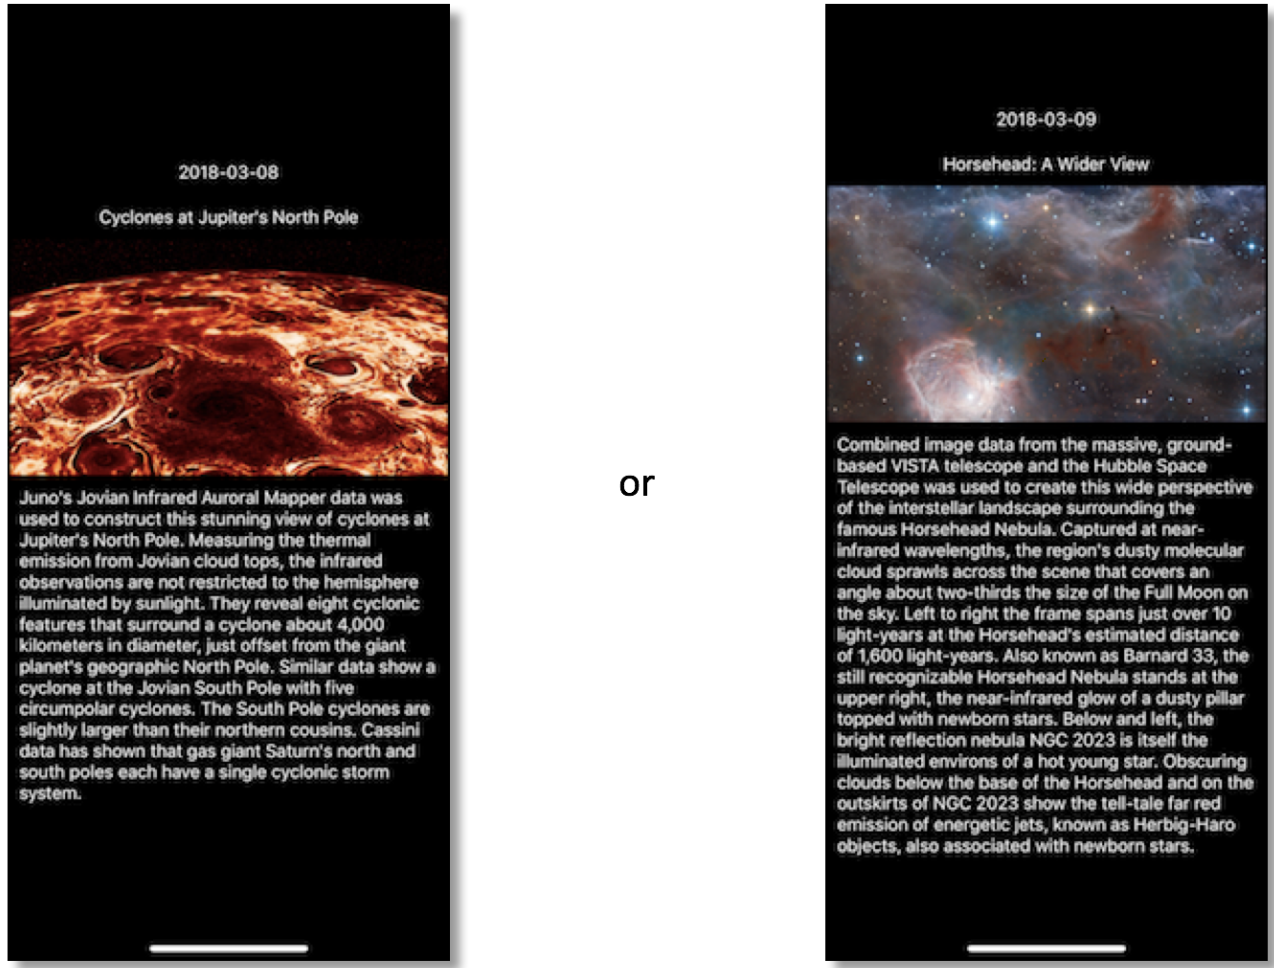 2018-03-08
Cyclones at Jupiter's North Pole
Juno's Jovian Infrared Auroral Mapper data was
used to construct this stunning view of cyclones at
Jupiter's North Pole. Measuring the thermal
emission from Jovian cloud tops, the infrared
observations are not restricted to the hemisphere
illuminated by sunlight. They reveal eight cyclonic
features that surround a cyclone about 4,000
kilometers in diameter, just offset from the giant
planet's geographic North Pole. Similar data show a
cyclone at the Jovian South Pole with five
circumpolar cyclones. The South Pole cyclones are
slightly larger than their northern cousins. Cassini
data has shown that gas giant Saturn's north and
south poles each have a single cyclonic storm
system.
or
2018-03-09
Horsehead: A Wider View
Combined image data from the massive, ground-
based VISTA telescope and the Hubble Space
Telescope was used to create this wide perspective
of the interstellar landscape surrounding the
famous Horsehead Nebula. Captured at near-
infrared wavelengths, the region's dusty molecular
cloud sprawls across the scene that covers an
angle about two-thirds the size of the Full Moon on
the sky. Left to right the frame spans just over 10
light-years at the Horsehead's estimated distance
of 1,600 light-years. Also known as Barnard 33, the
still recognizable Horsehead Nebula stands at the
upper right, the near-infrared glow of a dusty pillar
topped with newborn stars. Below and left, the
bright reflection nebula NGC 2023 is itself the
illuminated environs of a hot young star. Obscuring
clouds below the base of the Horsehead and on the
outskirts of NGC 2023 show the tell-tale far red
emission of energetic jets, known as Herbig-Haro
objects, also associated with newborn stars.